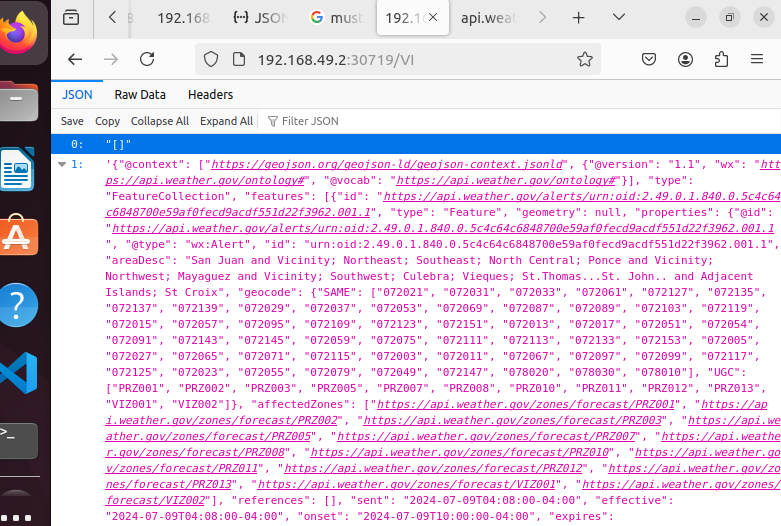 192.168
JSON
must
192.1
api.wea
192.168.49.2:30719/VI
JSON
Raw Data
Headers
Save
Copy
Collapse All
Expand All
Filter JSON
0: "[]"
1: '{"@context": ["https://geojson.org/geojson-ld/geojson-context.jsonld", {"@version": "1.1", "wx": "htt
ps://api.weather.gov/ontology#", "@vocab": "https://api.weather.gov/ontology#"}], "type":
"FeatureCollection", "features": [{"id": "https://api.weather.gov/alerts/urn:oid:2.49.0.1.840.0.5c4c64
c6848700e59af0fecd9acdf551d22f3962.001.1", "type": "Feature", "geometry": null, "properties": {"@id":
"https://api.weather.gov/alerts/urn:oid:2.49.0.1.840.0.5c4c64c6848700e59af0fecd9acdf551d22f3962.001.1
", "@type": "wx:Alert", "id": "urn:oid:2.49.0.1.840.0.5c4c64c6848700e59af0fecd9acdf551d22f3962.001.1",
"areaDesc": "San Juan and Vicinity; Northeast; Southeast; North Central; Ponce and Vicinity;
Northwest; Mayaguez and Vicinity; Southwest; Culebra; Vieques; St.Thomas...St. John.. and Adjacent
Islands; St Croix", "geocode": {"SAME": ["072021", "072031", "072033", "072061", "072127", "072135",
"072137", "072139", "072029", "072037", "072053", "072069", "072087", "072089", "072103", "072119",
"072015", "072057", "072095", "072109", "072123", "072151", "072013", "072017", "072051", "072054",
"072091", "072143", "072145", "072059", "072075", "072111", "072113", "072133", "072153", "072005",
"072027", "072065", "072071", "072115", "072003", "072011", "072067", "072097", "072099", "072117",
"072125", "072023", "072055", "072079", "072049", "072147", "078020", "078030", "078010"], "UGC":
["PRZ001", "PRZ002", "PRZ003", "PRZ005", "PRZ007", "PRZ008", "PRZ010", "PRZ011", "PRZ012", "PRZ013",
"VIZ001", "VIZ002"]}, "affectedZones": ["https://api.weather.gov/zones/forecast/PRZ001", "https://ap
i.weather.gov/zones/forecast/PRZ002", "https://api.weather.gov/zones/forecast/PRZ003", "https://api.we
ather.gov/zones/forecast/PRZ005", "https://api.weather.gov/zones/forecast/PRZ007", "https://api.weathe
r.gov/zones/forecast/PRZ008", "https://api.weather.gov/zones/forecast/PRZ010", "https://api.weather.go
v/zones/forecast/PRZ011", "https://api.weather.gov/zones/forecast/PRZ012", "https://api.weather.gov/zo
nes/forecast/PRZ013", "https://api.weather.gov/zones/forecast/VIZ001", "https://api.weather.gov/zones/
forecast/VIZ002"], "references": [], "sent": "2024-07-09T04:08:00-04:00", "effective":
"2024-07-09T04:08:00-04:00", "onset": "2024-07-09T10:00:00-04:00", "expires":